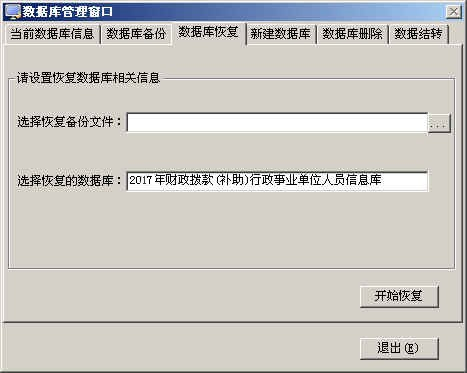 数据库管理窗口
当前数据库信息 数据库备份 数据库恢复 新建数据库 数据库删除 数据结转
请设置恢复数据库相关信息
选择恢复备份文件： ...
选择恢复的数据库： 2017年财政拨款(补助)行政事业单位人员信息库
开始恢复
退出(E)